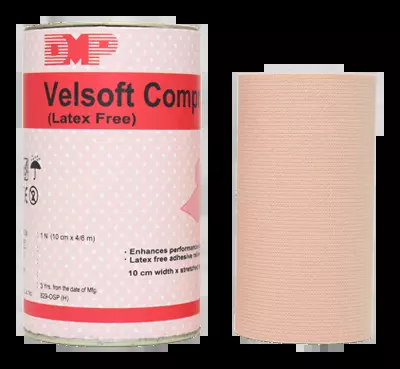 DMP
Velsoft Comp
(Latex Free)
1 N (10 cm x 4/6 m)
· Enhances performance
· Latex free adhesive
10 cm width x stretched
3 Yrs. from the date of Mfg.
829-DSP (H)